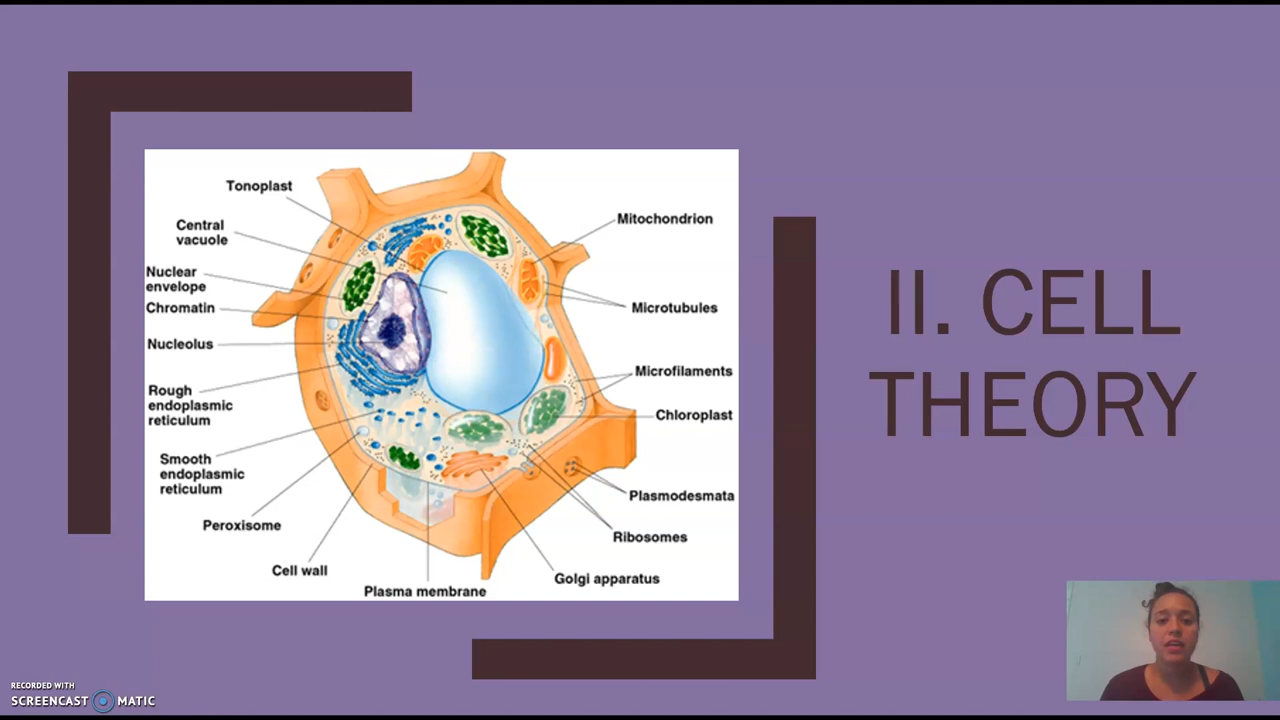 Tonoplast
Central
vacuole
Nuclear
envelope
Chromatin
Nucleolus
Rough
endoplasmic
reticulum
Smooth
endoplasmic
reticulum
Peroxisome
Cell wall
Plasma membrane
Mitochondrion
Microtubules
Microfilaments
Chloroplast
Plasmodesmata
Ribosomes
Golgi apparatus
II. CELL
THEORY
RECORDED WITH
SCREENCAST MATIC